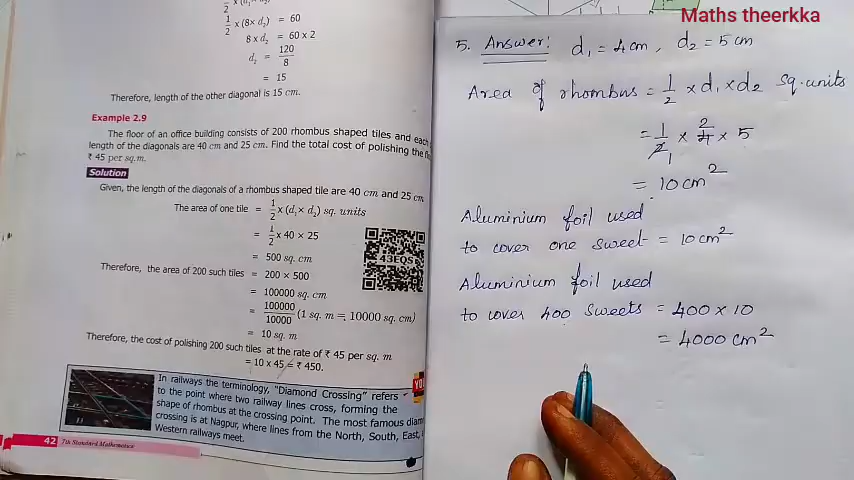 Maths theerkka
1/2 × (8× d₂) = 60
8 x d₂ = 60 x 2
d₂ = 120/8
= 15
Therefore, length of the other diagonal is 15 cm.
Example 2.9
The floor of an office building consists of 200 rhombus shaped tiles and each
length of the diagonals are 40 cm and 25 cm. Find the total cost of polishing the
₹ 45 per sq.m.
Solution
Given, the length of the diagonals of a rhombus shaped tile are 40 cm and 25 cm
The area of one tile = 1/2 × (d₁ × d₂) sq. units
= 1/2 × 40 × 25
= 500 sq. cm
Therefore, the area of 200 such tiles = 200 × 500
= 100000 sq. cm
= 100000/10000 (1 sq. m = 10000 sq. cm)
= 10 sq. m
Therefore, the cost of polishing 200 such tiles at the rate of ₹ 45 per sq. m
= 10 x 45 = ₹ 450.
43EQS
In railways the terminology, "Diamond Crossing" refers
to the point where two railway lines cross, forming the
shape of rhombus at the crossing point. The most famous
crossing is at Nagpur, where lines from the North, South, East,
Western railways meet.
42 7th Standard Mathematics
5. Answer: d₁ = 4cm, d₂ = 5cm
Area of rhombus = 1/2 × d₁ × d₂ sq.units
= 1/2 × 4 × 5
= 10cm²
Aluminium foil used
to cover one sweet = 10cm²
Aluminium foil used
to cover 400 sweets = 400 × 10
= 4000 cm²